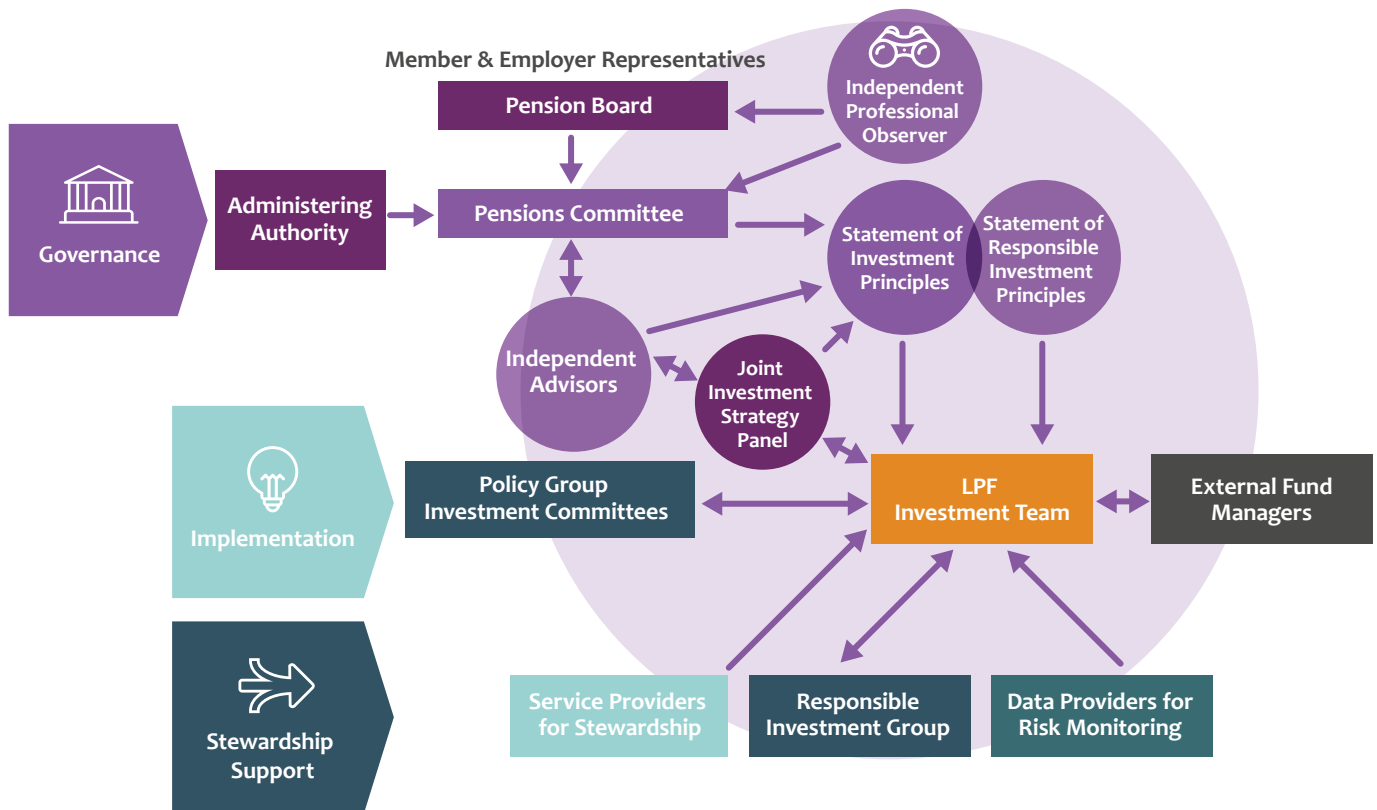 Member & Employer Representatives
Pension Board
Independent
Professional
Observer
Governance
Administering
Authority
Pensions Committee
Statement of
Investment
Principles
Statement of
Responsible
Investment
Principles
Independent
Advisors
Joint
Investment
Strategy
Panel
Implementation
Policy Group
Investment Committees
LPF
Investment Team
External Fund
Managers
Stewardship
Support
Service Providers
for Stewardship
Responsible
Investment Group
Data Providers for
Risk Monitoring